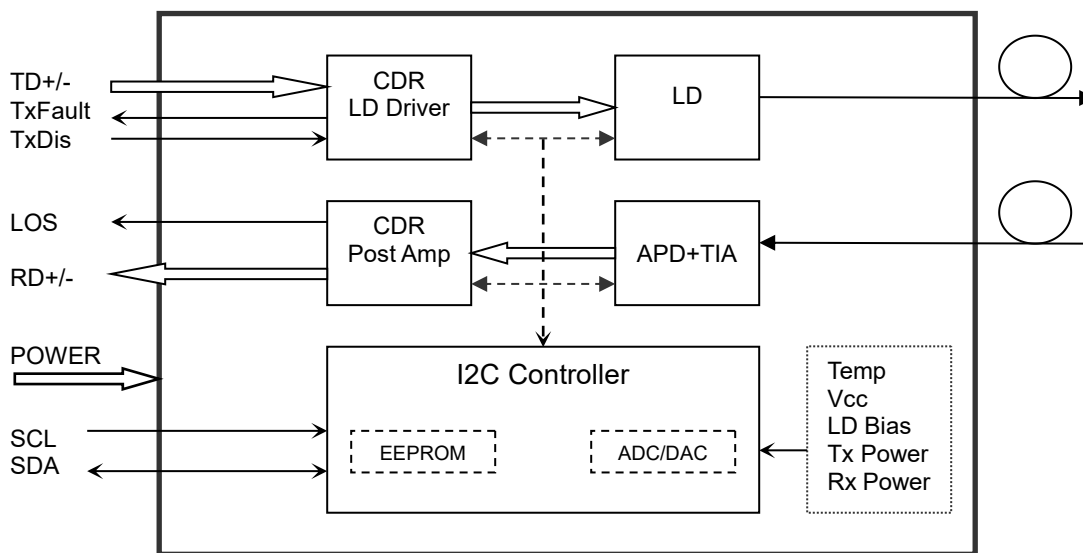 TD+/-
TxFault
TxDis
CDR
LD Driver
LD
LOS
RD+/-
CDR
Post Amp
APD+TIA
POWER
SCL
SDA
I2C Controller
EEPROM
ADC/DAC
Temp
Vcc
LD Bias
Tx Power
Rx Power